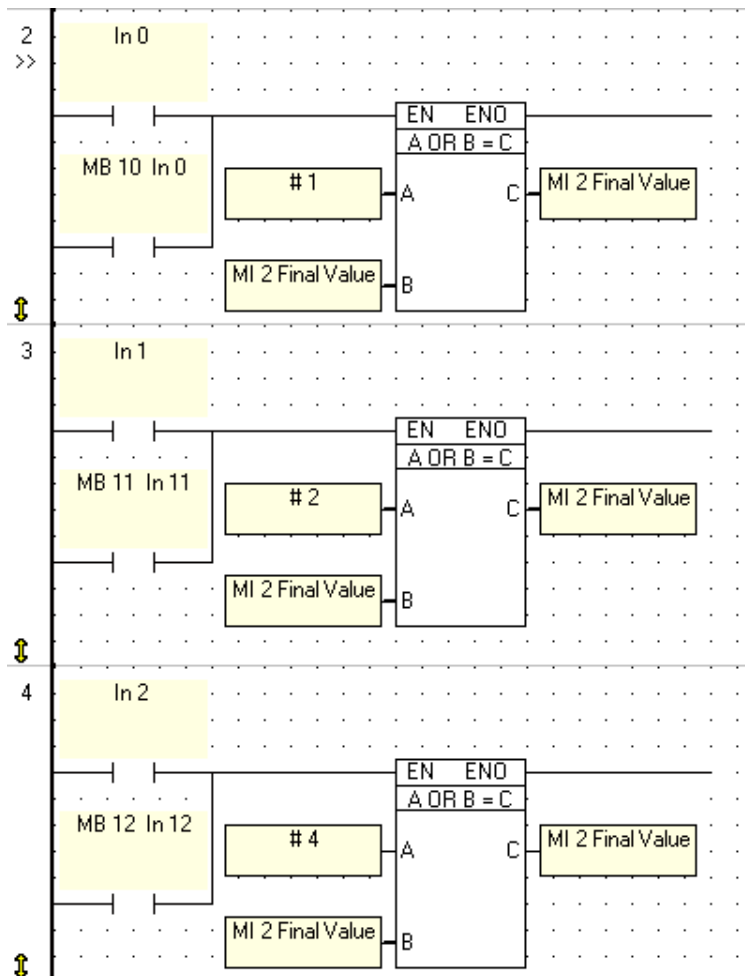 2
>>
In 0
EN ENO
A OR B = C
MB 10 In 0
# 1
A
C
MI 2 Final Value
MI 2 Final Value
B
3
In 1
EN ENO
A OR B = C
MB 11 In 11
# 2
A
C
MI 2 Final Value
MI 2 Final Value
B
4
In 2
EN ENO
A OR B = C
MB 12 In 12
# 4
A
C
MI 2 Final Value
MI 2 Final Value
B